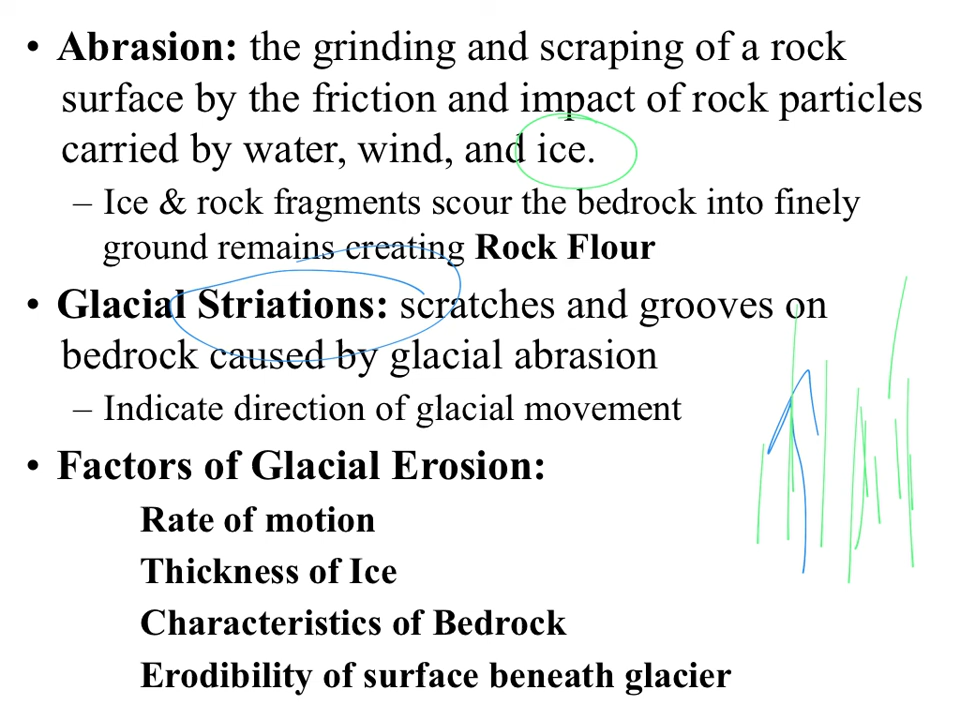 • Abrasion: the grinding and scraping of a rock
surface by the friction and impact of rock particles
carried by water, wind, and ice.
– Ice & rock fragments scour the bedrock into finely
ground remains creating Rock Flour
• Glacial Striations: scratches and grooves on
bedrock caused by glacial abrasion
– Indicate direction of glacial movement
• Factors of Glacial Erosion:
Rate of motion
Thickness of Ice
Characteristics of Bedrock
Erodibility of surface beneath glacier